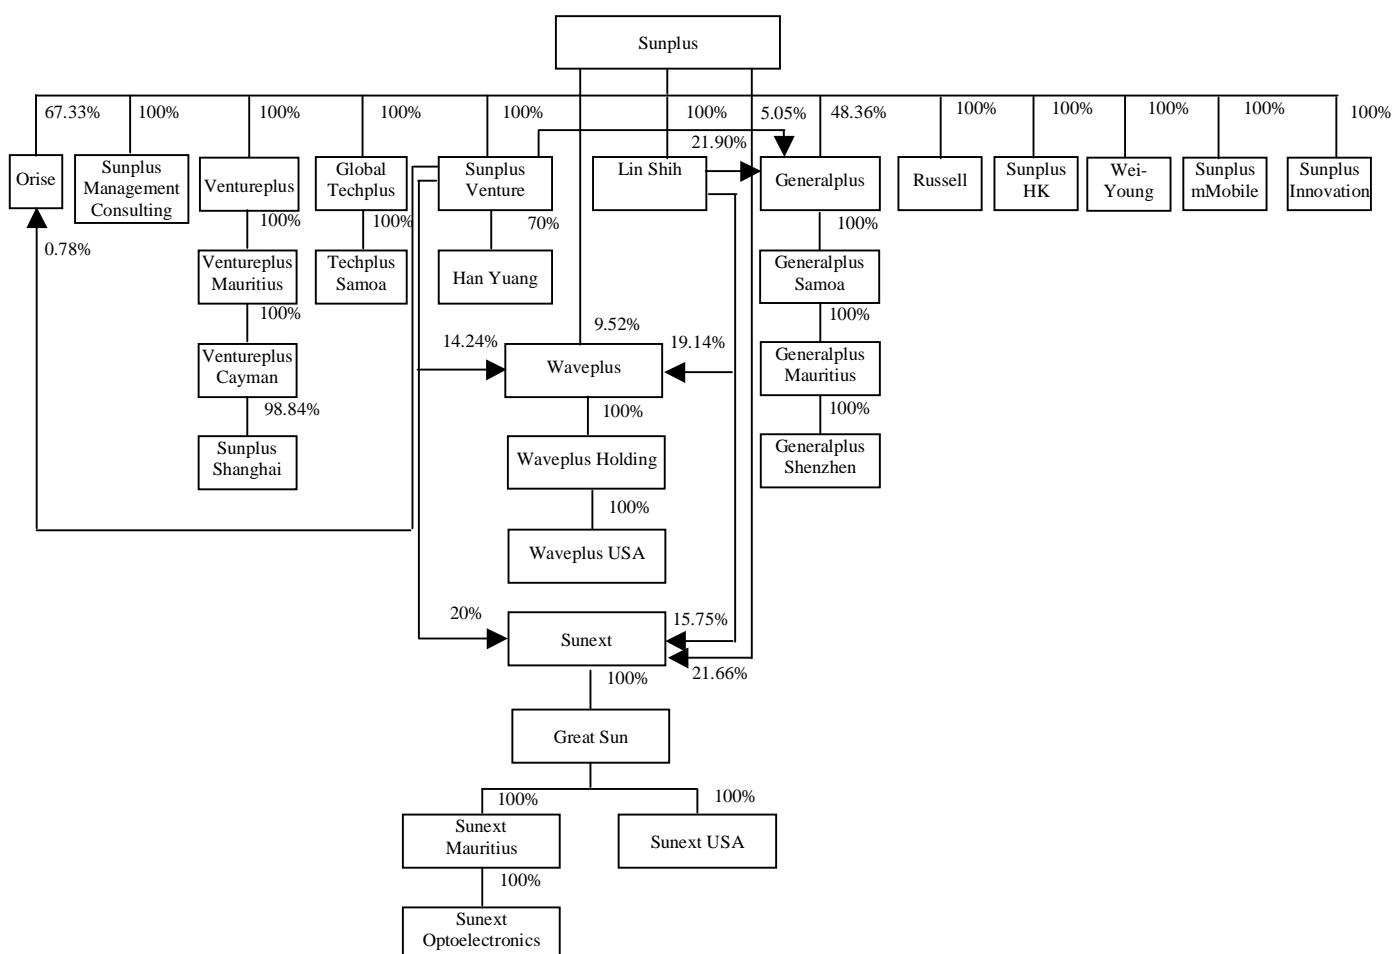 Sunplus
67.33%
100%
100%
100%
100%
100%
5.05%
48.36%
100%
100%
100%
100%
100%
21.90%
Orise
Sunplus
Management
Consulting
Ventureplus
Global
Techplus
Sunplus
Venture
Lin Shih
Generalplus
Russell
Sunplus
HK
Wei-
Young
Sunplus
mMobile
Sunplus
Innovation
0.78%
100%
100%
70%
100%
Ventureplus
Mauritius
Techplus
Samoa
Han Yuang
Generalplus
Samoa
100%
100%
14.24%
9.52%
19.14%
Ventureplus
Cayman
Waveplus
Generalplus
Mauritius
98.84%
100%
100%
Sunplus
Shanghai
Waveplus Holding
Generalplus
Shenzhen
100%
Waveplus USA
20%
15.75%
Sunext
21.66%
100%
Great Sun
100%
100%
Sunext
Mauritius
Sunext USA
100%
Sunext
Optoelectronics